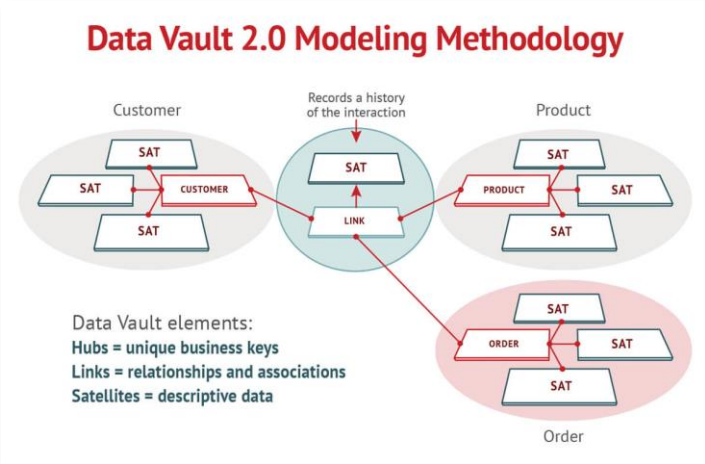 Data Vault 2.0 Modeling Methodology
Customer
Records a history
of the interaction
Product
SAT
SAT
SAT
CUSTOMER
SAT
LINK
SAT
PRODUCT
SAT
SAT
SAT
ORDER
SAT
SAT
Order
Data Vault elements:
Hubs = unique business keys
Links = relationships and associations
Satellites = descriptive data